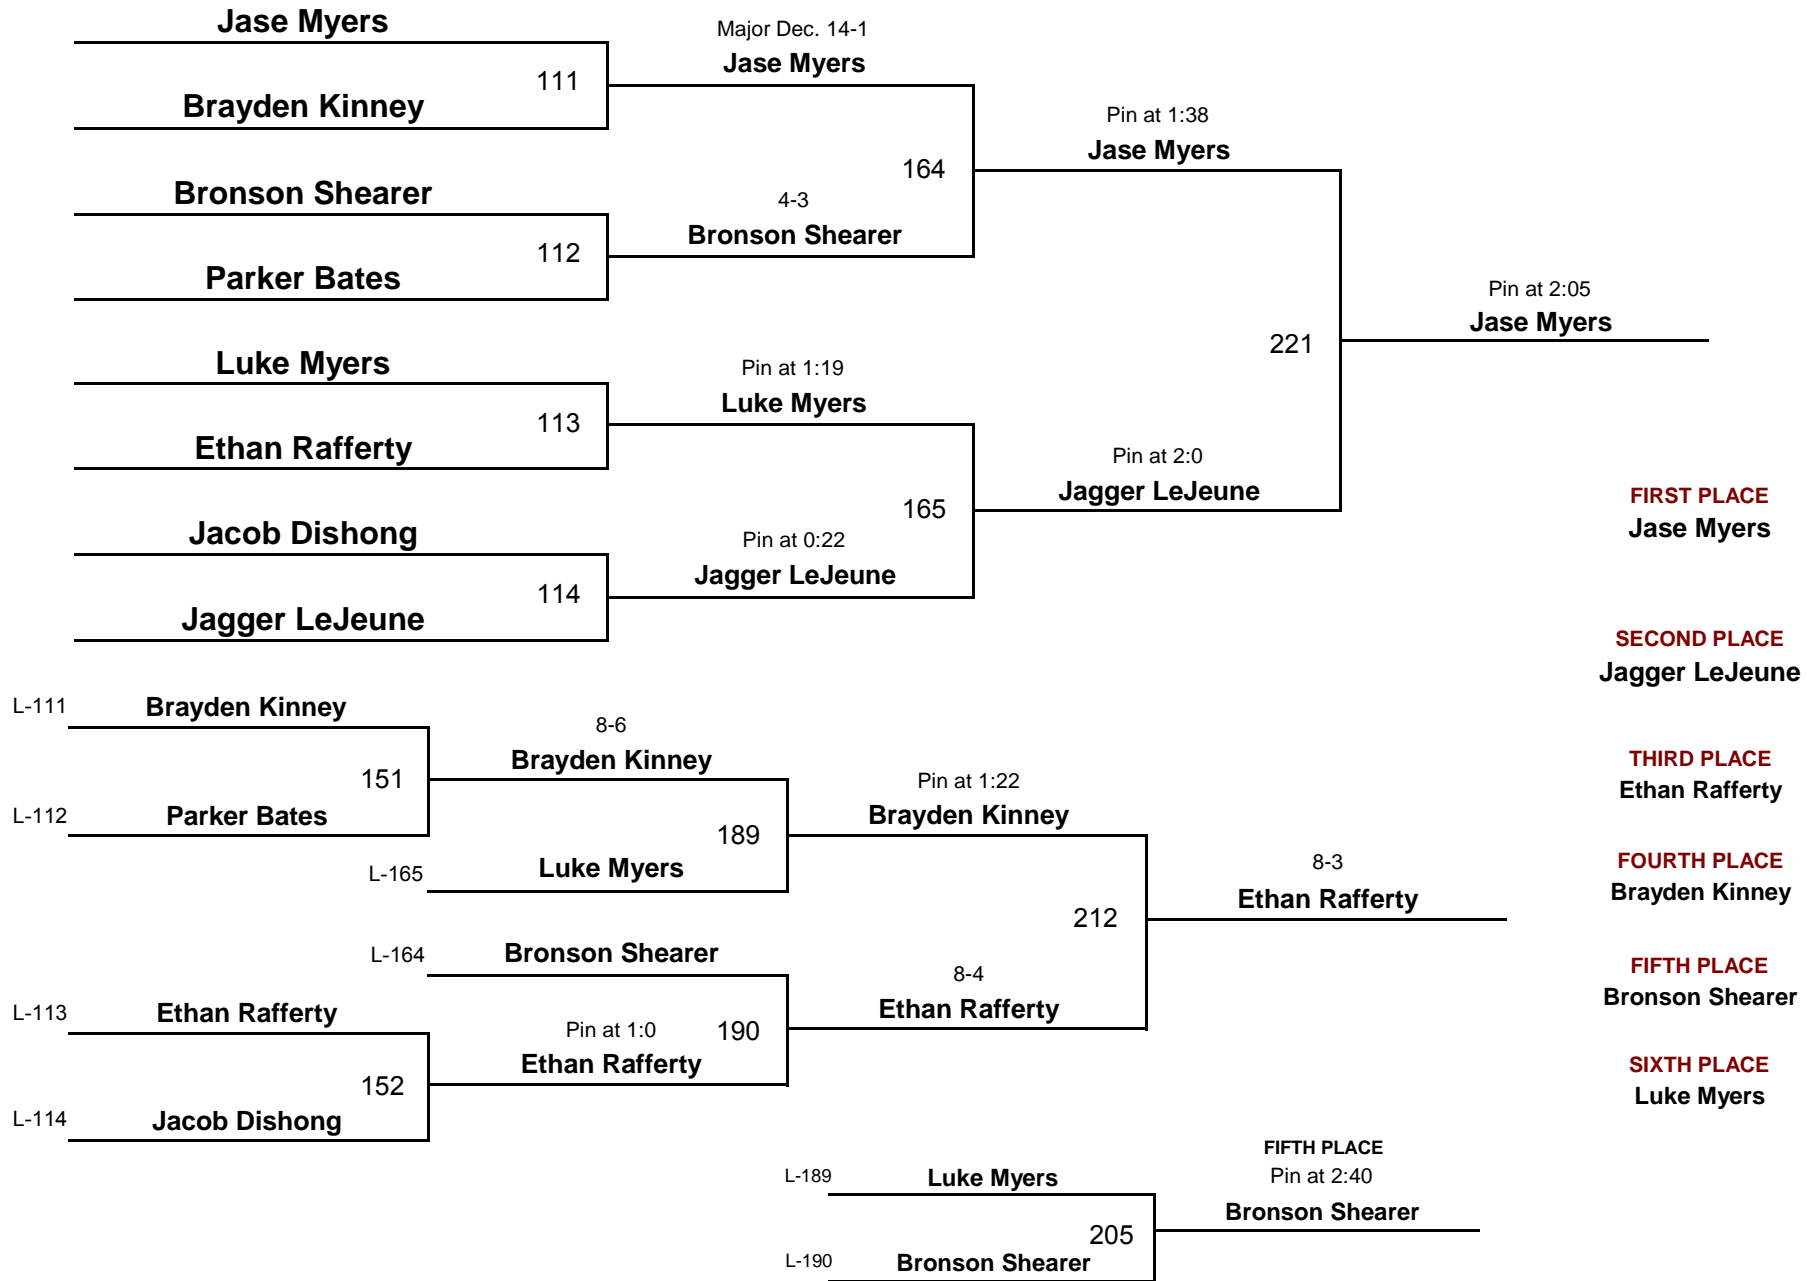 Jase Myers
Brayden Kinney
111
Major Dec. 14-1
Jase Myers
Bronson Shearer
Parker Bates
112
4-3
Bronson Shearer
164
Pin at 1:38
Jase Myers
Luke Myers
Ethan Rafferty
113
Pin at 1:19
Luke Myers
Jacob Dishong
Jagger LeJeune
114
Pin at 0:22
Jagger LeJeune
165
Pin at 2:0
Jagger LeJeune
221
Pin at 2:05
Jase Myers
FIRST PLACE
Jase Myers
SECOND PLACE
Jagger LeJeune
THIRD PLACE
Ethan Rafferty
FOURTH PLACE
Brayden Kinney
FIFTH PLACE
Bronson Shearer
SIXTH PLACE
Luke Myers
L-111
Brayden Kinney
L-112
Parker Bates
151
8-6
Brayden Kinney
L-165
Luke Myers
189
Pin at 1:22
Brayden Kinney
L-164
Bronson Shearer
L-113
Ethan Rafferty
L-114
Jacob Dishong
152
Pin at 1:0
Ethan Rafferty
190
8-4
Ethan Rafferty
212
8-3
Ethan Rafferty
L-189
Luke Myers
L-190
Bronson Shearer
205
FIFTH PLACE
Pin at 2:40
Bronson Shearer